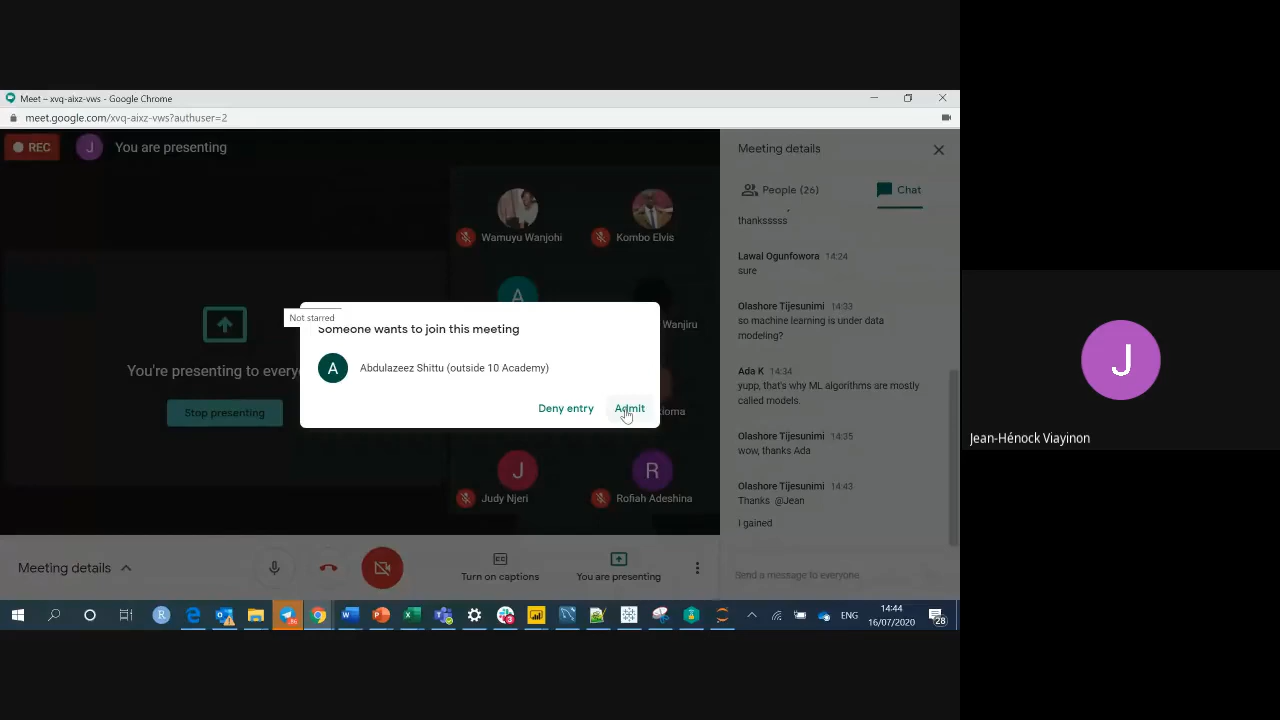 Meet – xvq-aixz-vws - Google Chrome
meet.google.com/xvq-aixz-vws?authuser=2
REC
J
You are presenting
Wamuyu Wanjohi
Kombo Elvis
A
Wanjiru
You're presenting to everyo
Stop presenting
Not starred
Someone wants to join this meeting
A
Abdulazeez Shittu (outside 10 Academy)
Deny entry
Admit
kioma
J
R
Judy Njeri
Rofiah Adeshina
Meeting details
People (26)
Chat
thanksssss
Lawal Ogunfowora 14:24
sure
Olashore Tijesunimi 14:33
so machine learning is under data
modeling?
Ada K 14:34
yupp, that's why ML algorithms are mostly
called models.
Olashore Tijesunimi 14:35
wow, thanks Ada
Olashore Tijesunimi 14:43
Thanks @Jean
I gained
Send a message to everyone
Meeting details
CC
Turn on captions
You are presenting
ENG
14:44
16/07/2020
28
J
Jean-Hénock Viayinon